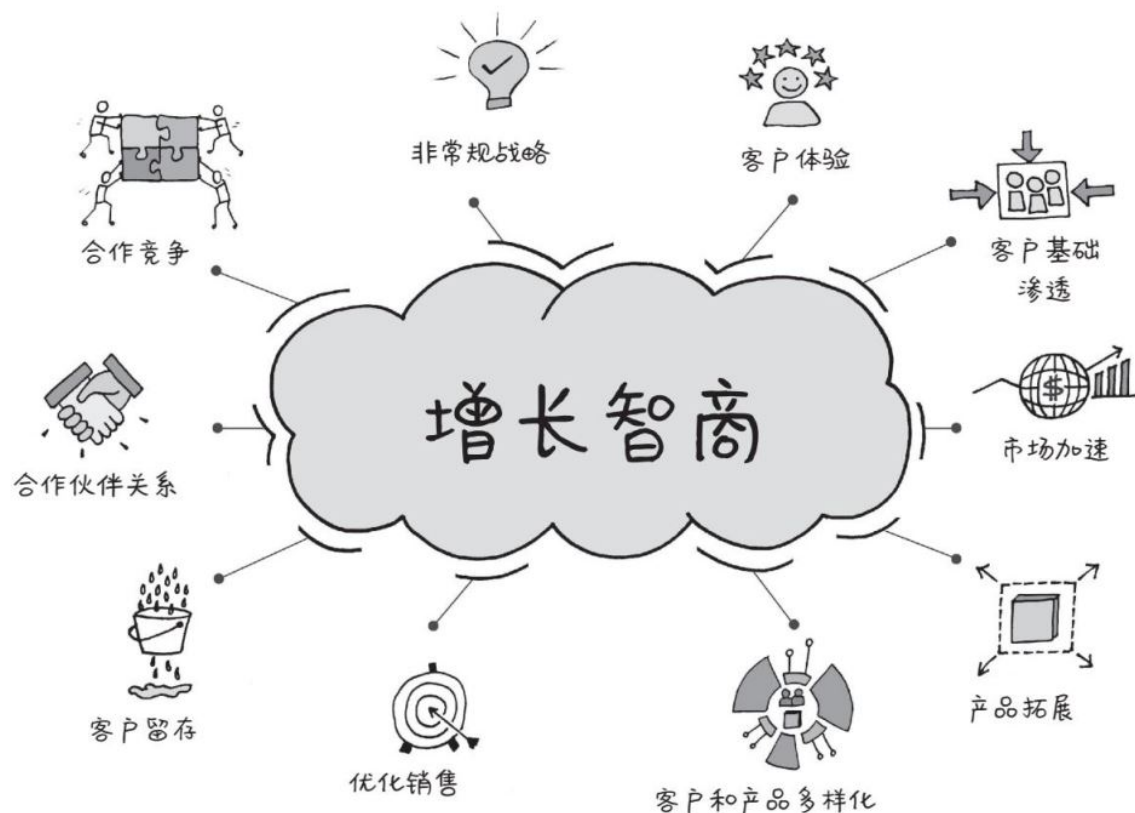 非常规战略
客户体验
合作竞争
客户基础
渗透
增长智商
市场加速
合作伙伴关系
产品拓展
客户留存
优化销售
客户和产品多样化